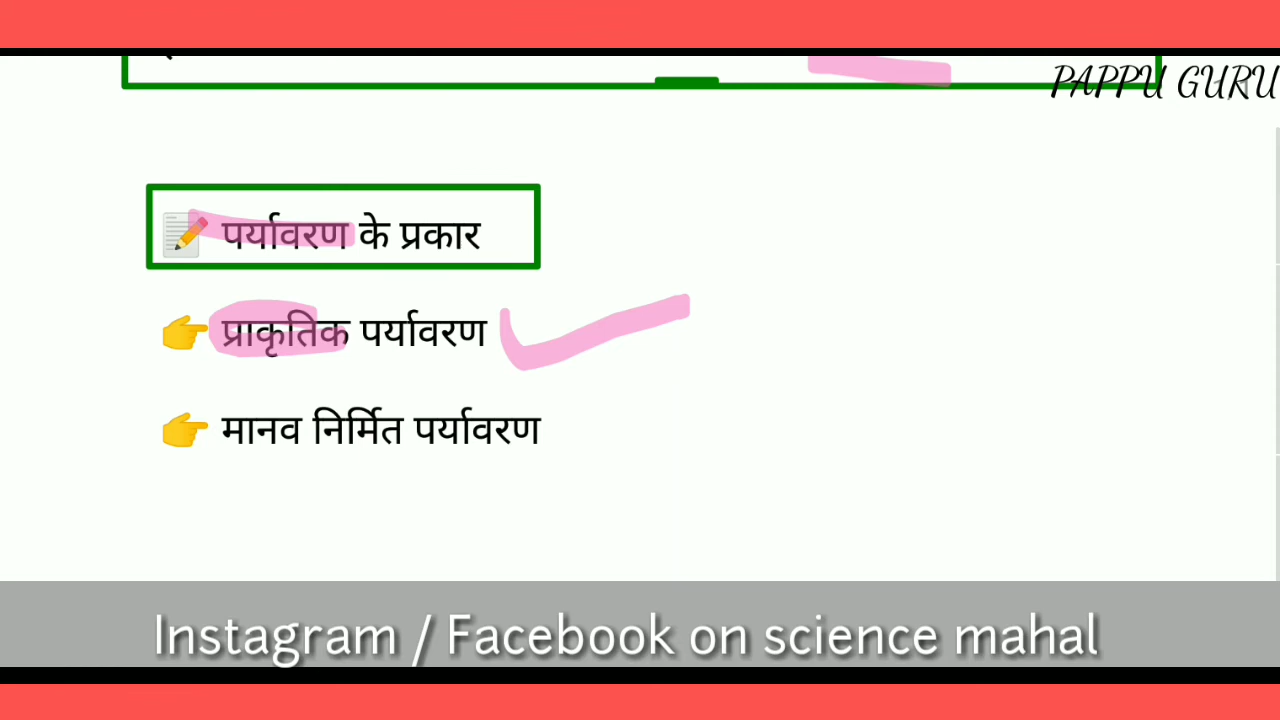 PAPPU GURU
📝 पर्यावरण के प्रकार
👉 प्राकृतिक पर्यावरण
👉 मानव निर्मित पर्यावरण
Instagram / Facebook on science mahal